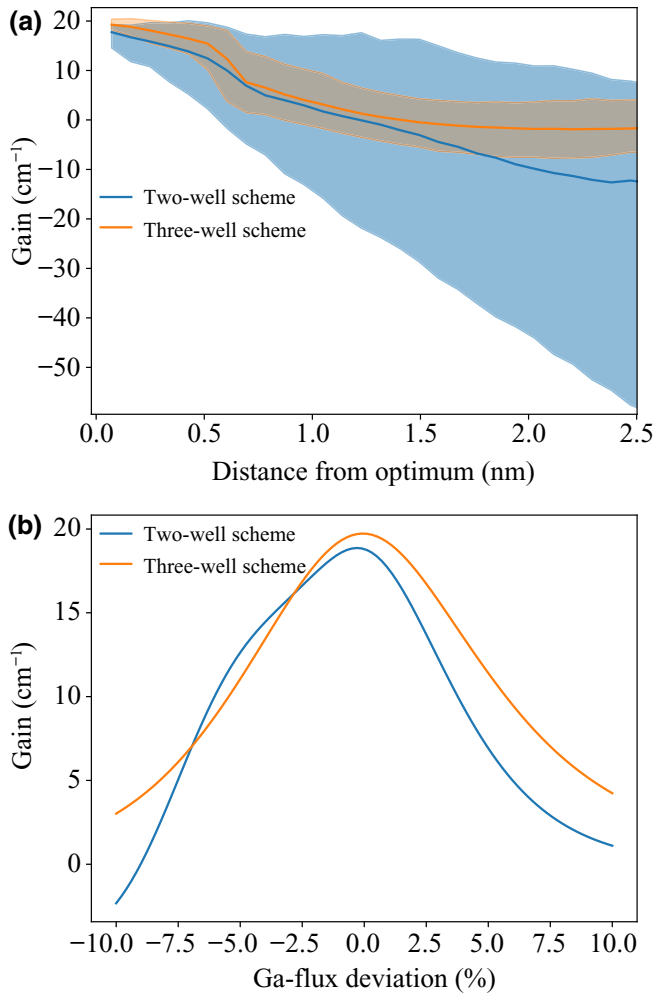 (a)
20
10
0
−10
−20
−30
−40
−50
Gain (cm⁻¹)
Two-well scheme
Three-well scheme
0.0 0.5 1.0 1.5 2.0 2.5
Distance from optimum (nm)
(b)
20
15
10
5
0
Gain (cm⁻¹)
Two-well scheme
Three-well scheme
−10.0 −7.5 −5.0 −2.5 0.0 2.5 5.0 7.5 10.0
Ga-flux deviation (%)